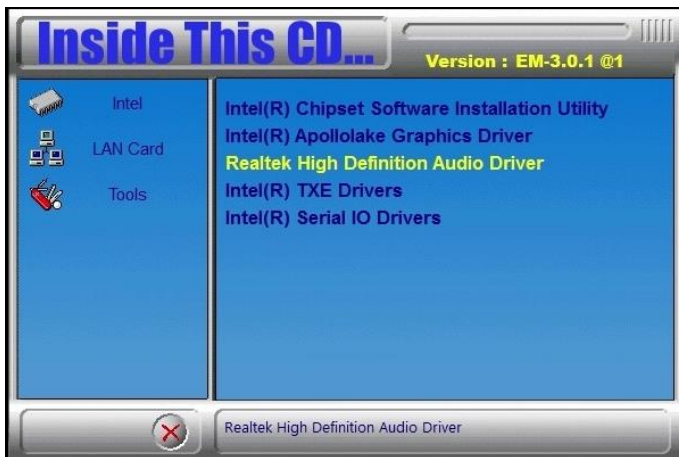 Inside This CD...
Version : EM-3.0.1 @1
Intel
LAN Card
Tools
Intel(R) Chipset Software Installation Utility
Intel(R) Apollolake Graphics Driver
Realtek High Definition Audio Driver
Intel(R) TXE Drivers
Intel(R) Serial IO Drivers
Realtek High Definition Audio Driver